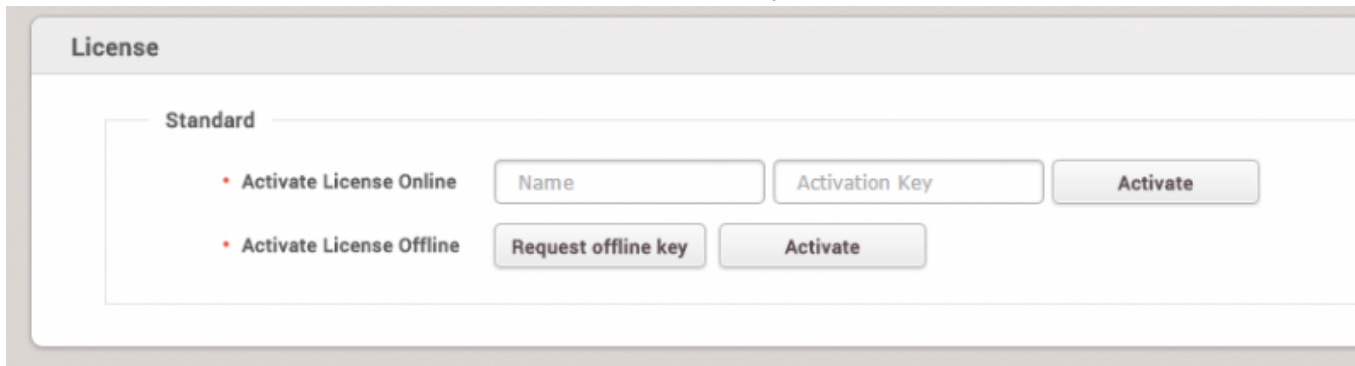 License
Standard
• Activate License Online Name Activation Key Activate
• Activate License Offline Request offline key Activate